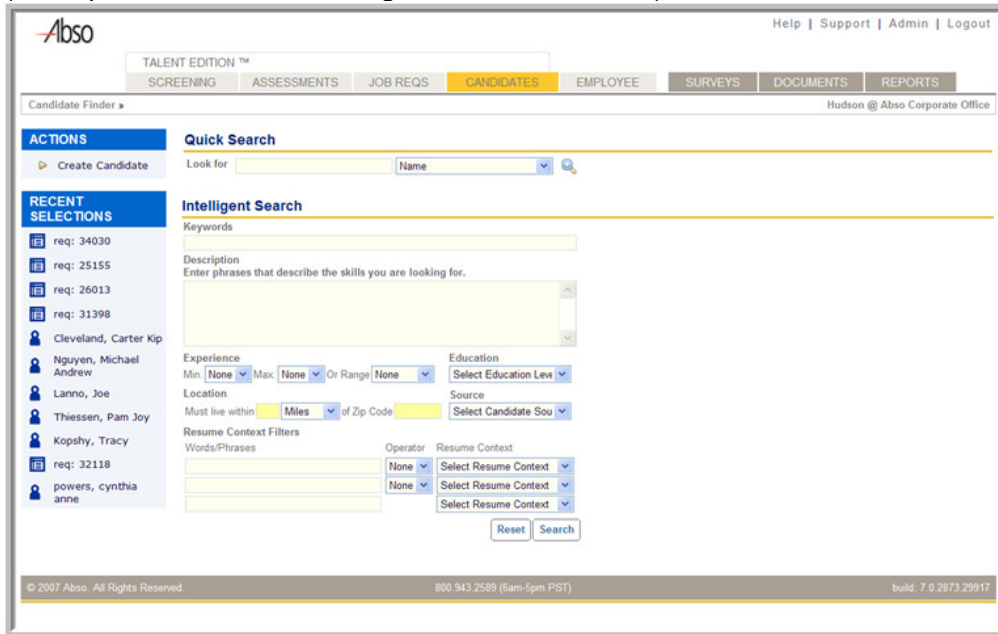 Abso
Help | Support | Admin | Logout
TALENT EDITION ™
SCREENING ASSESSMENTS JOB REQS CANDIDATES EMPLOYEE SURVEYS DOCUMENTS REPORTS
Candidate Finder » Hudson @ Abso Corporate Office
ACTIONS
Create Candidate
RECENT
SELECTIONS
req: 34030
req: 25155
req: 26013
req: 31398
Cleveland, Carter Kip
Nguyen, Michael
Andrew
Lanno, Joe
Thiessen, Pam Joy
Kopshy, Tracy
req: 32118
powers, cynthia
anne
Quick Search
Look for Name
Intelligent Search
Keywords
Description
Enter phrases that describe the skills you are looking for.
Experience Education
Min. None Max. None Or Range None Select Education Leve
Location Source
Must live within Miles of Zip Code Select Candidate Sou
Resume Context Filters
Words/Phrases Operator Resume Context
None Select Resume Context
None Select Resume Context
Select Resume Context
Reset Search
© 2007 Abso. All Rights Reserved. 800.943.2589 (6am-5pm PST) build: 7.0.2873.29917